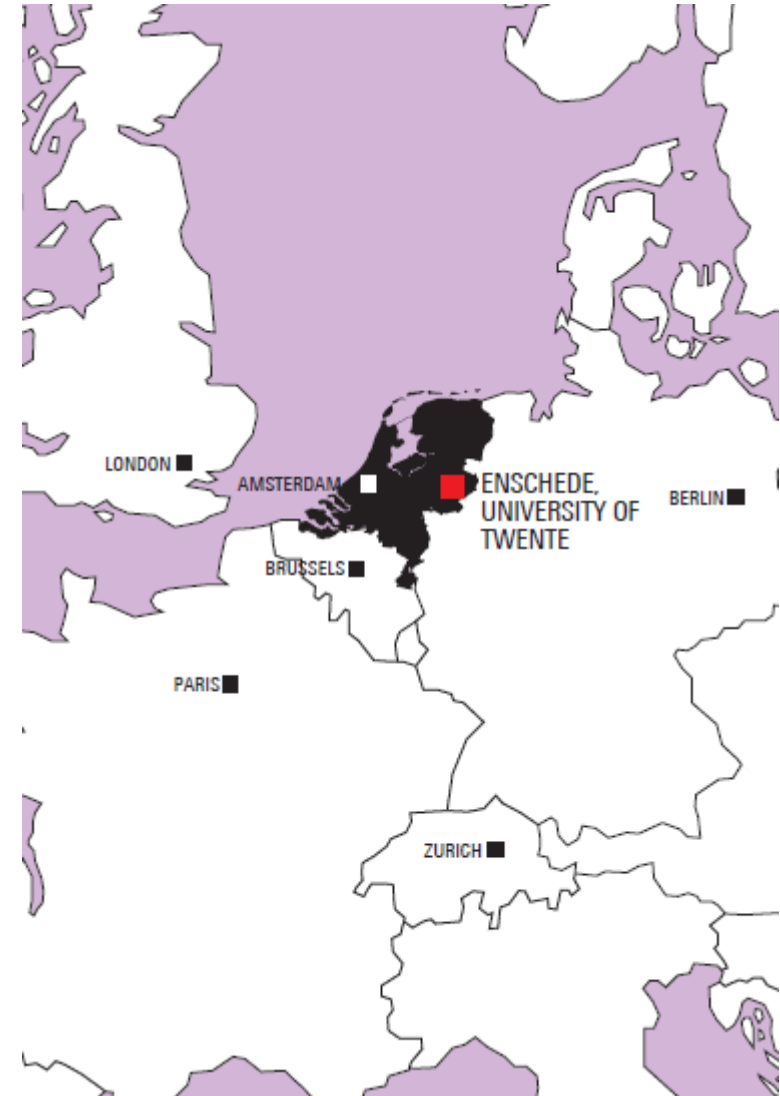 LONDON
AMSTERDAM
ENSCHEDE,
UNIVERSITY OF
TWENTE
BERLIN
BRUSSELS
PARIS
ZURICH